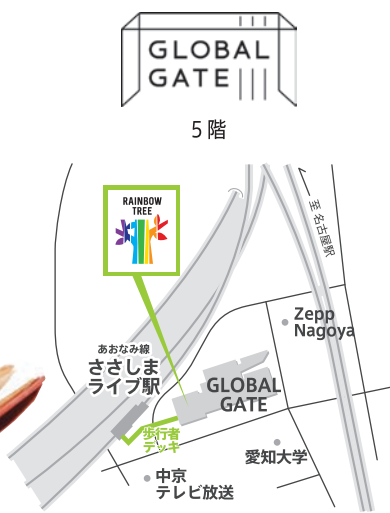 GLOBAL
GATE
5階
RAINBOW
TREE
至 名古屋駅
Zepp
Nagoya
あおなみ線
ささしま
ライブ駅
GLOBAL
GATE
歩行者
デッキ
愛知大学
中京
テレビ放送